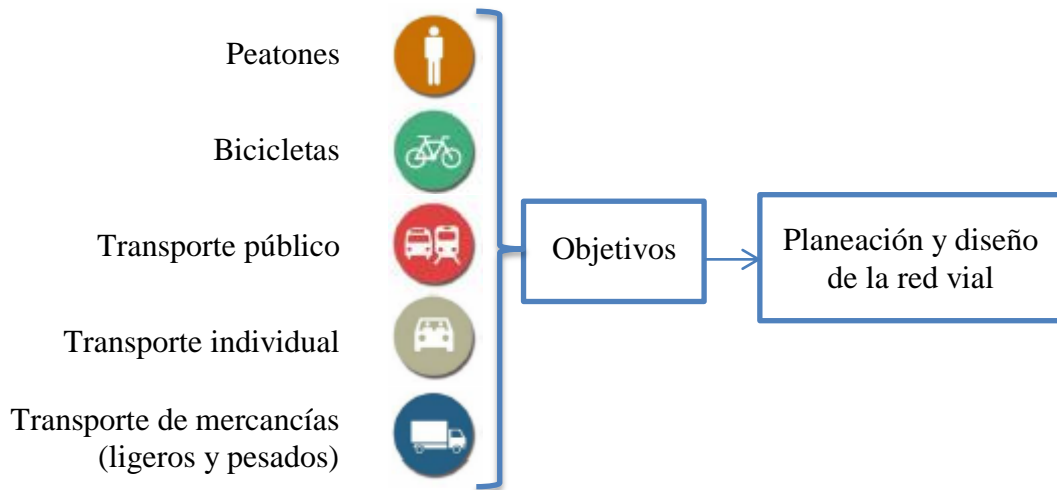 Peatones
Bicicletas
Transporte público
Transporte individual
Transporte de mercancías
(ligeros y pesados)
Objetivos
Planeación y diseño
de la red vial